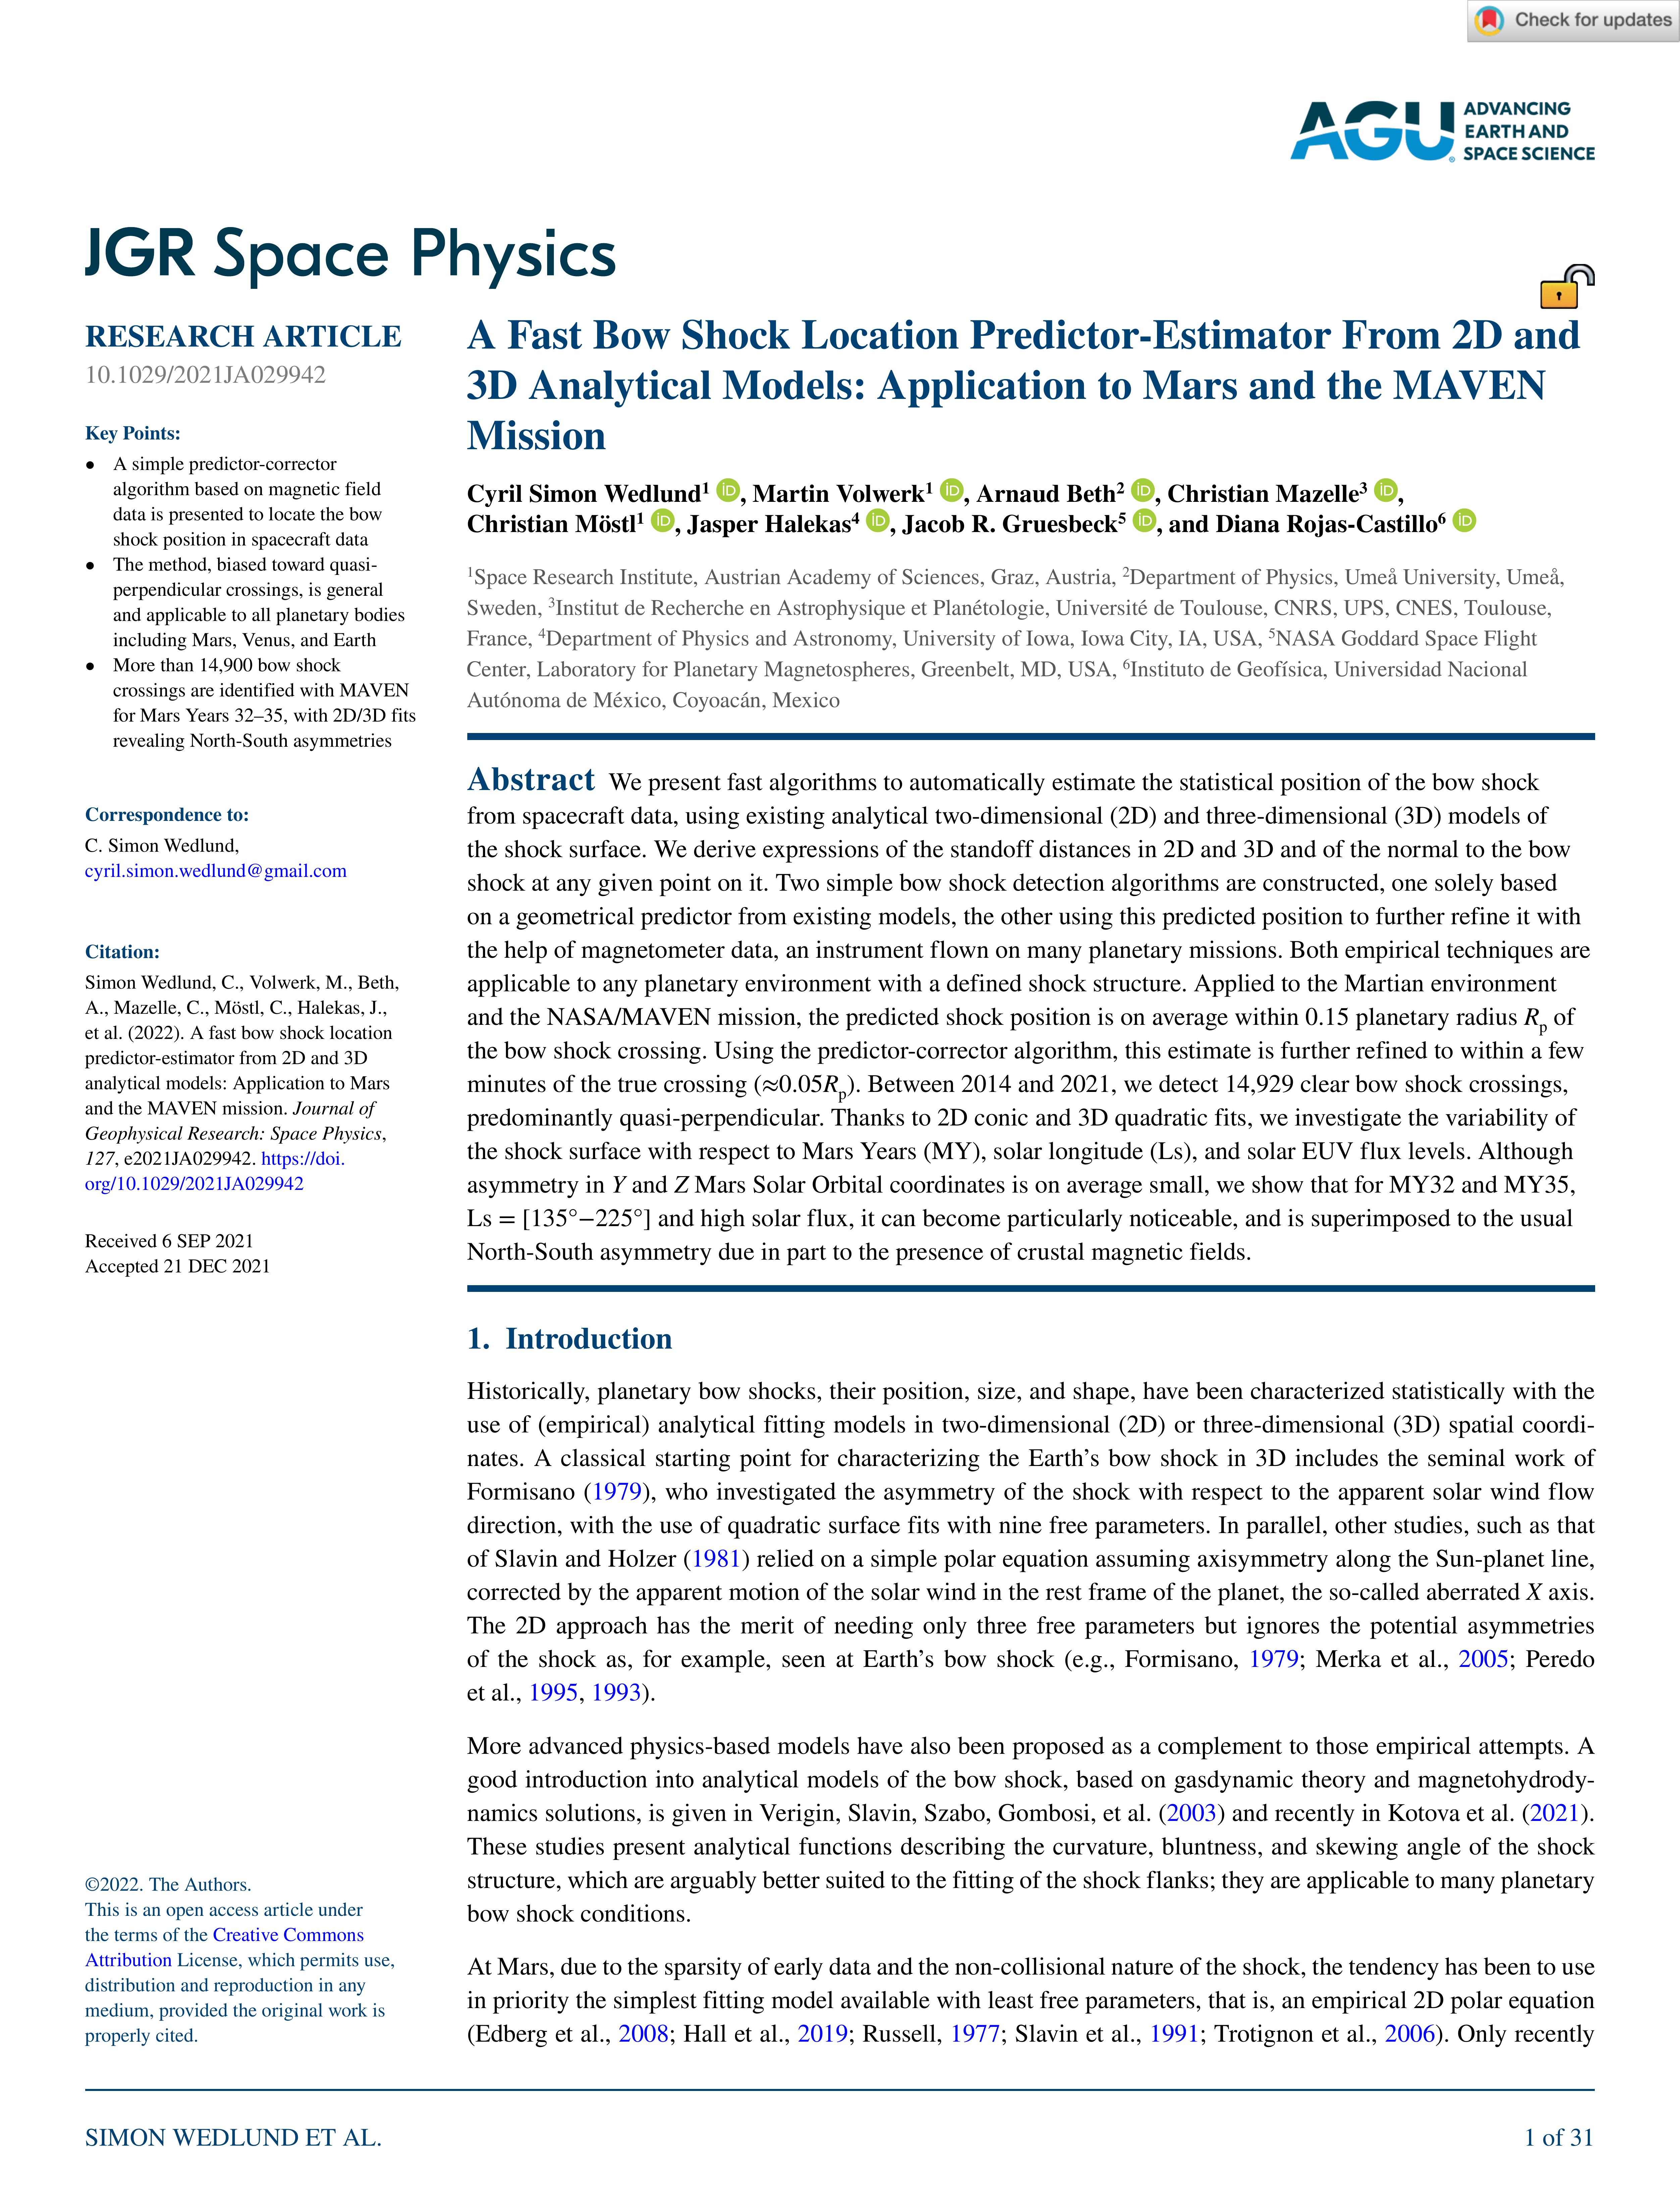 Check for updates
AGU ADVANCING
EARTH AND
SPACE SCIENCE
JGR Space Physics
RESEARCH ARTICLE
10.1029/2021JA029942
Key Points:
• A simple predictor-corrector
algorithm based on magnetic field
data is presented to locate the bow
shock position in spacecraft data
• The method, biased toward quasi-
perpendicular crossings, is general
and applicable to all planetary bodies
including Mars, Venus, and Earth
• More than 14,900 bow shock
crossings are identified with MAVEN
for Mars Years 32–35, with 2D/3D fits
revealing North-South asymmetries
Correspondence to:
C. Simon Wedlund,
cyril.simon.wedlund@gmail.com
Citation:
Simon Wedlund, C., Volwerk, M., Beth,
A., Mazelle, C., Möstl, C., Halekas, J.,
et al. (2022). A fast bow shock location
predictor-estimator from 2D and 3D
analytical models: Application to Mars
and the MAVEN mission. Journal of
Geophysical Research: Space Physics,
127, e2021JA029942. https://doi.
org/10.1029/2021JA029942
Received 6 SEP 2021
Accepted 21 DEC 2021
©2022. The Authors.
This is an open access article under
the terms of the Creative Commons
Attribution License, which permits use,
distribution and reproduction in any
medium, provided the original work is
properly cited.
A Fast Bow Shock Location Predictor-Estimator From 2D and
3D Analytical Models: Application to Mars and the MAVEN
Mission
Cyril Simon Wedlund1 iD, Martin Volwerk1 iD, Arnaud Beth2 iD, Christian Mazelle3 iD,
Christian Möstl1 iD, Jasper Halekas4 iD, Jacob R. Gruesbeck5 iD, and Diana Rojas-Castillo6 iD
1Space Research Institute, Austrian Academy of Sciences, Graz, Austria, 2Department of Physics, Umeå University, Umeå,
Sweden, 3Institut de Recherche en Astrophysique et Planétologie, Université de Toulouse, CNRS, UPS, CNES, Toulouse,
France, 4Department of Physics and Astronomy, University of Iowa, Iowa City, IA, USA, 5NASA Goddard Space Flight
Center, Laboratory for Planetary Magnetospheres, Greenbelt, MD, USA, 6Instituto de Geofísica, Universidad Nacional
Autónoma de México, Coyoacán, Mexico
Abstract We present fast algorithms to automatically estimate the statistical position of the bow shock
from spacecraft data, using existing analytical two-dimensional (2D) and three-dimensional (3D) models of
the shock surface. We derive expressions of the standoff distances in 2D and 3D and of the normal to the bow
shock at any given point on it. Two simple bow shock detection algorithms are constructed, one solely based
on a geometrical predictor from existing models, the other using this predicted position to further refine it with
the help of magnetometer data, an instrument flown on many planetary missions. Both empirical techniques are
applicable to any planetary environment with a defined shock structure. Applied to the Martian environment
and the NASA/MAVEN mission, the predicted shock position is on average within 0.15 planetary radius Rp of
the bow shock crossing. Using the predictor-corrector algorithm, this estimate is further refined to within a few
minutes of the true crossing (≈0.05Rp). Between 2014 and 2021, we detect 14,929 clear bow shock crossings,
predominantly quasi-perpendicular. Thanks to 2D conic and 3D quadratic fits, we investigate the variability of
the shock surface with respect to Mars Years (MY), solar longitude (Ls), and solar EUV flux levels. Although
asymmetry in Y and Z Mars Solar Orbital coordinates is on average small, we show that for MY32 and MY35,
Ls = [135°−225°] and high solar flux, it can become particularly noticeable, and is superimposed to the usual
North-South asymmetry due in part to the presence of crustal magnetic fields.
1. Introduction
Historically, planetary bow shocks, their position, size, and shape, have been characterized statistically with the
use of (empirical) analytical fitting models in two-dimensional (2D) or three-dimensional (3D) spatial coordi-
nates. A classical starting point for characterizing the Earth's bow shock in 3D includes the seminal work of
Formisano (1979), who investigated the asymmetry of the shock with respect to the apparent solar wind flow
direction, with the use of quadratic surface fits with nine free parameters. In parallel, other studies, such as that
of Slavin and Holzer (1981) relied on a simple polar equation assuming axisymmetry along the Sun-planet line,
corrected by the apparent motion of the solar wind in the rest frame of the planet, the so-called aberrated X axis.
The 2D approach has the merit of needing only three free parameters but ignores the potential asymmetries
of the shock as, for example, seen at Earth's bow shock (e.g., Formisano, 1979; Merka et al., 2005; Peredo
et al., 1995, 1993).
More advanced physics-based models have also been proposed as a complement to those empirical attempts. A
good introduction into analytical models of the bow shock, based on gasdynamic theory and magnetohydrody-
namics solutions, is given in Verigin, Slavin, Szabo, Gombosi, et al. (2003) and recently in Kotova et al. (2021).
These studies present analytical functions describing the curvature, bluntness, and skewing angle of the shock
structure, which are arguably better suited to the fitting of the shock flanks; they are applicable to many planetary
bow shock conditions.
At Mars, due to the sparsity of early data and the non-collisional nature of the shock, the tendency has been to use
in priority the simplest fitting model available with least free parameters, that is, an empirical 2D polar equation
(Edberg et al., 2008; Hall et al., 2019; Russell, 1977; Slavin et al., 1991; Trotignon et al., 2006). Only recently
SIMON WEDLUND ET AL.
1 of 31